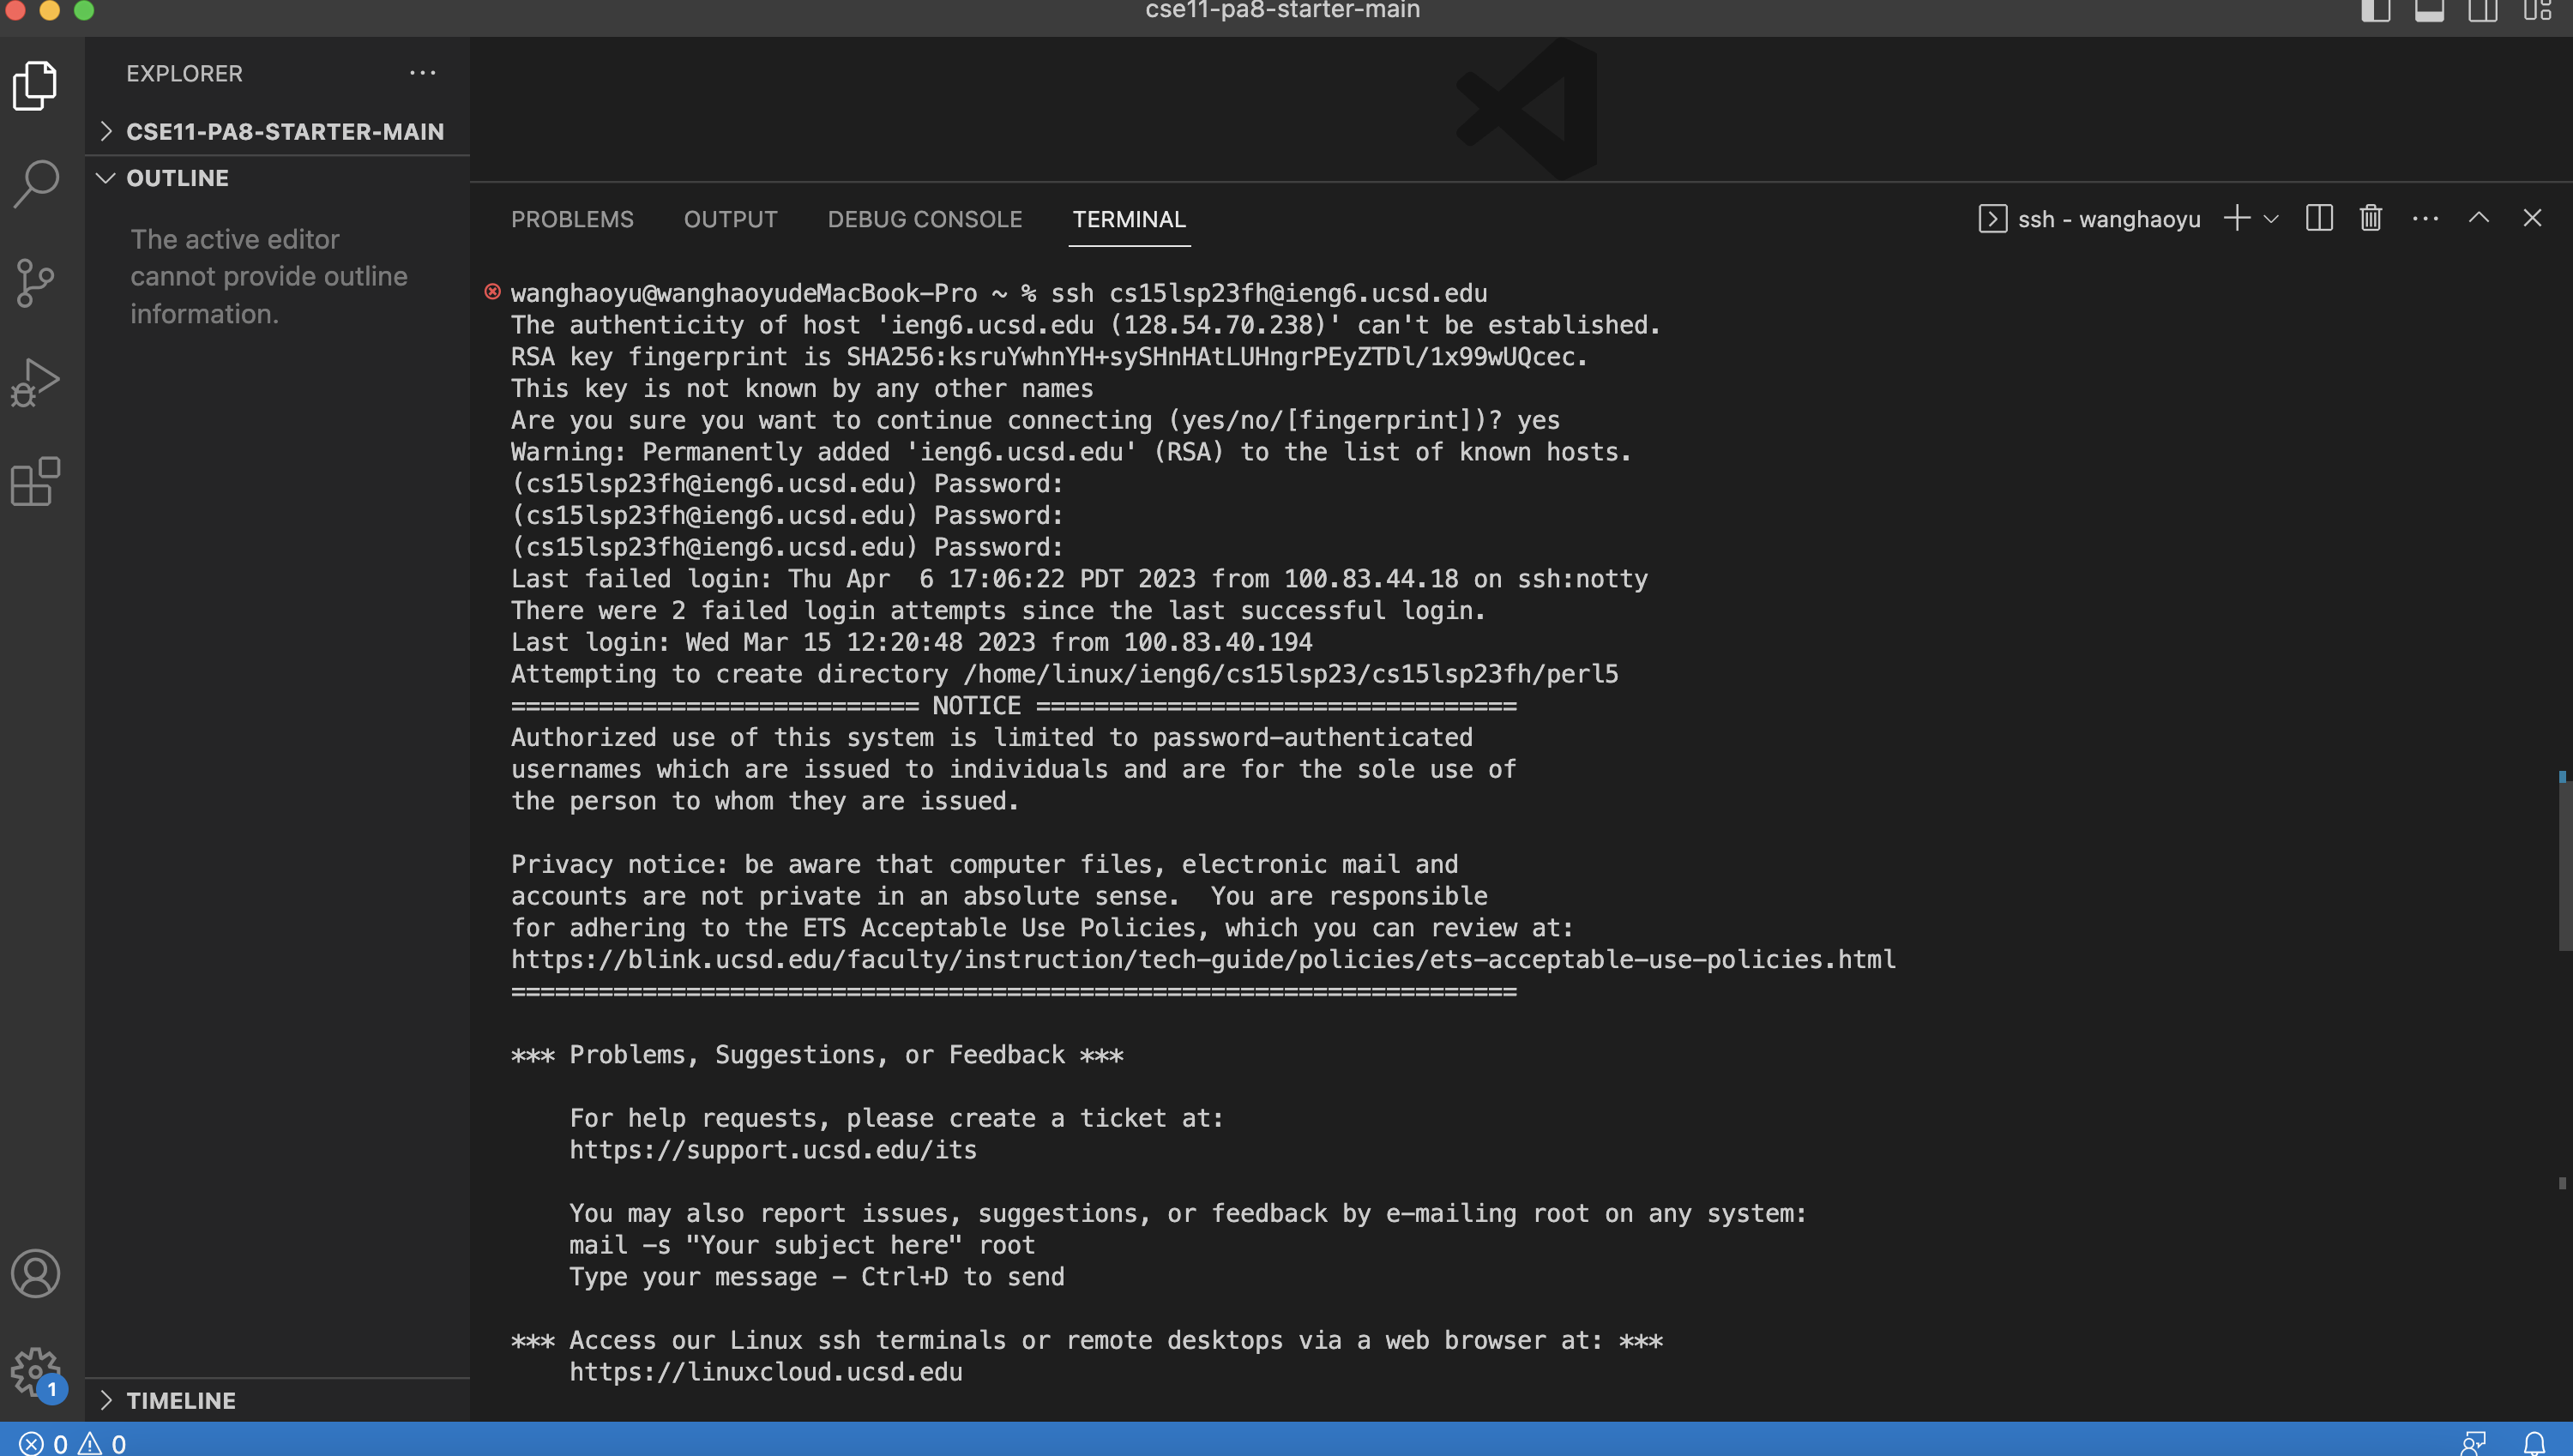 cse11-pa8-starter-main
EXPLORER
CSE11-PA8-STARTER-MAIN
OUTLINE
The active editor
cannot provide outline
information.
PROBLEMS OUTPUT DEBUG CONSOLE TERMINAL
ssh - wanghaoyu
wanghaoyu@wanghaoyudeMacBook-Pro ~ % ssh cs15lsp23fh@ieng6.ucsd.edu
The authenticity of host 'ieng6.ucsd.edu (128.54.70.238)' can't be established.
RSA key fingerprint is SHA256:ksruYwhnYH+sySHnHAtLUHngrPEyZTDl/1x99wUQcec.
This key is not known by any other names
Are you sure you want to continue connecting (yes/no/[fingerprint])? yes
Warning: Permanently added 'ieng6.ucsd.edu' (RSA) to the list of known hosts.
(cs15lsp23fh@ieng6.ucsd.edu) Password:
(cs15lsp23fh@ieng6.ucsd.edu) Password:
(cs15lsp23fh@ieng6.ucsd.edu) Password:
Last failed login: Thu Apr  6 17:06:22 PDT 2023 from 100.83.44.18 on ssh:notty
There were 2 failed login attempts since the last successful login.
Last login: Wed Mar 15 12:20:48 2023 from 100.83.40.194
Attempting to create directory /home/linux/ieng6/cs15lsp23/cs15lsp23fh/perl5
============================ NOTICE =================================
Authorized use of this system is limited to password-authenticated
usernames which are issued to individuals and are for the sole use of
the person to whom they are issued.
Privacy notice: be aware that computer files, electronic mail and
accounts are not private in an absolute sense.  You are responsible
for adhering to the ETS Acceptable Use Policies, which you can review at:
https://blink.ucsd.edu/faculty/instruction/tech-guide/policies/ets-acceptable-use-policies.html
=====================================================================
*** Problems, Suggestions, or Feedback ***
For help requests, please create a ticket at:
https://support.ucsd.edu/its
You may also report issues, suggestions, or feedback by e-mailing root on any system:
mail -s "Your subject here" root
Type your message - Ctrl+D to send
*** Access our Linux ssh terminals or remote desktops via a web browser at: ***
https://linuxcloud.ucsd.edu
1
TIMELINE
0 0